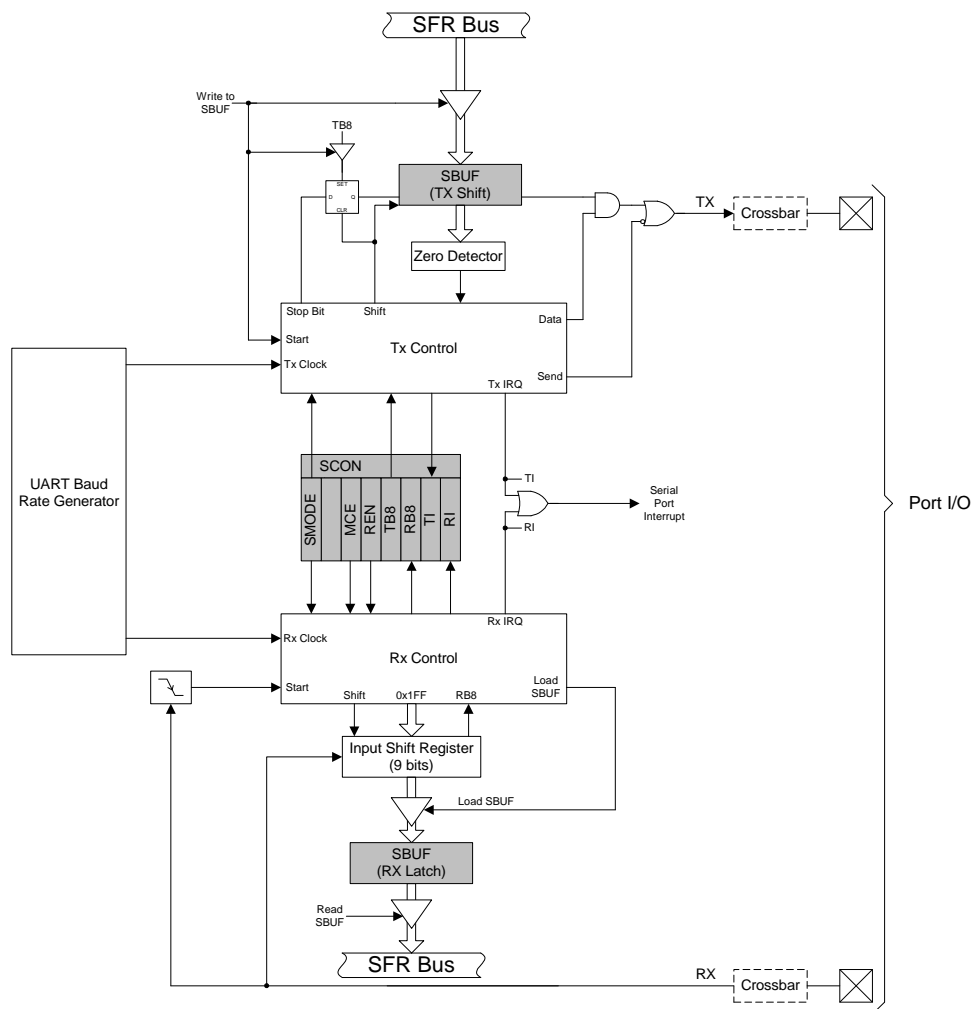 SFR Bus
Write to
SBUF
TB8
SET
D
Q
CLR
SBUF
(TX Shift)
TX
Crossbar
Zero Detector
Stop Bit
Shift
Start
Data
Tx Control
Tx Clock
Send
Tx IRQ
UART Baud
Rate Generator
SCON
SMODE
MCE
REN
TB8
RB8
TI
RI
TI
RI
Serial
Port
Interrupt
Port I/O
Rx IRQ
Rx Clock
Rx Control
Start
Load
SBUF
Shift
0x1FF
RB8
Input Shift Register
(9 bits)
Load SBUF
SBUF
(RX Latch)
Read
SBUF
SFR Bus
RX
Crossbar